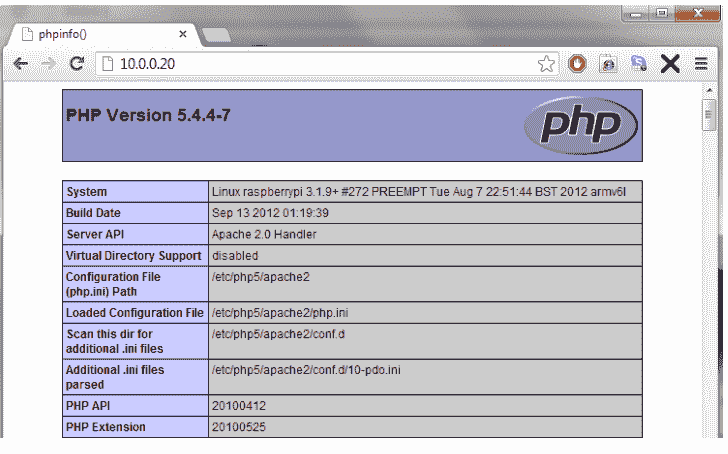 phpinfo() ×
10.0.0.20
PHP Version 5.4.4-7
php
System Linux raspberrypi 3.1.9+ #272 PREEMPT Tue Aug 7 22:51:44 BST 2012 armv6l
Build Date Sep 13 2012 01:19:39
Server API Apache 2.0 Handler
Virtual Directory Support disabled
Configuration File /etc/php5/apache2
(php.ini) Path
Loaded Configuration File /etc/php5/apache2/php.ini
Scan this dir for /etc/php5/apache2/conf.d
additional .ini files
Additional .ini files /etc/php5/apache2/conf.d/10-pdo.ini
parsed
PHP API 20100412
PHP Extension 20100525